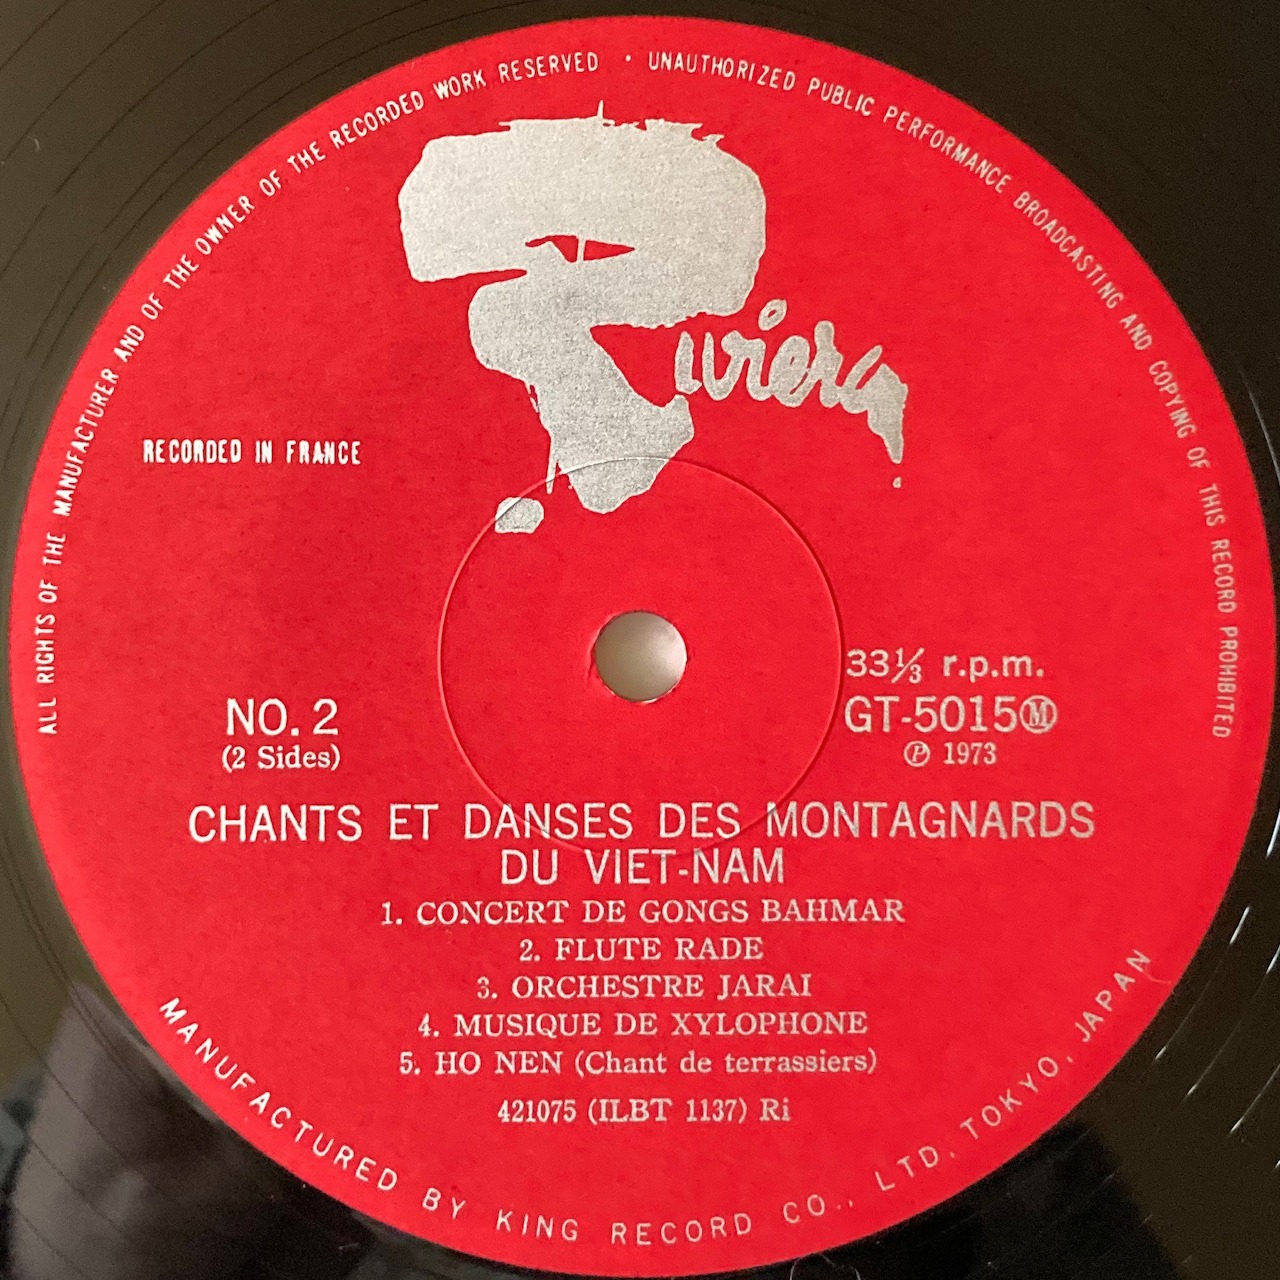 ALL RIGHTS OF THE MANUFACTURER AND OF THE OWNER OF THE RECORDED WORK RESERVED • UNAUTHORIZED PUBLIC PERFORMANCE BROADCASTING AND COPYING OF THIS RECORD PROHIBITED
Riviera
RECORDED IN FRANCE
33⅓ r.p.m.
NO. 2
GT-5015Ⓜ
(2 Sides)
℗ 1973
CHANTS ET DANSES DES MONTAGNARDS
DU VIET-NAM
1. CONCERT DE GONGS BAHMAR
2. FLUTE RADE
3. ORCHESTRE JARAI
4. MUSIQUE DE XYLOPHONE
5. HO NEN (Chant de terrassiers)
421075 (ILBT 1137) Ri
MANUFACTURED BY KING RECORD CO., LTD. TOKYO, JAPAN